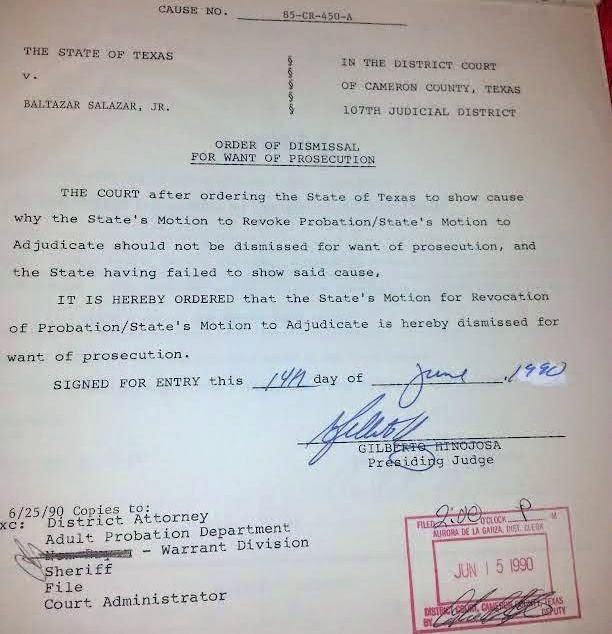 CAUSE NO. 85-CR-450-A
THE STATE OF TEXAS § IN THE DISTRICT COURT
§
v. § OF CAMERON COUNTY, TEXAS
§
BALTAZAR SALAZAR, JR. § 107TH JUDICIAL DISTRICT
ORDER OF DISMISSAL
FOR WANT OF PROSECUTION
THE COURT after ordering the State of Texas to show cause
why the State's Motion to Revoke Probation/State's Motion to
Adjudicate should not be dismissed for want of prosecution, and
the State having failed to show said cause,
IT IS HEREBY ORDERED that the State's Motion for Revocation
of Probation/State's Motion to Adjudicate is hereby dismissed for
want of prosecution.
SIGNED FOR ENTRY this 14th day of June, 1990
GILBERTO HINOJOSA
Presiding Judge
6/25/90 Copies to:
xc: District Attorney
Adult Probation Department
- Warrant Division
Sheriff
File
Court Administrator
FILED 2:00 O'CLOCK P M
AURORA DE LA GARZA, DIST. CLERK
JUN 15 1990
DISTRICT COURT, CAMERON COUNTY, TEXAS
BY DEPUTY